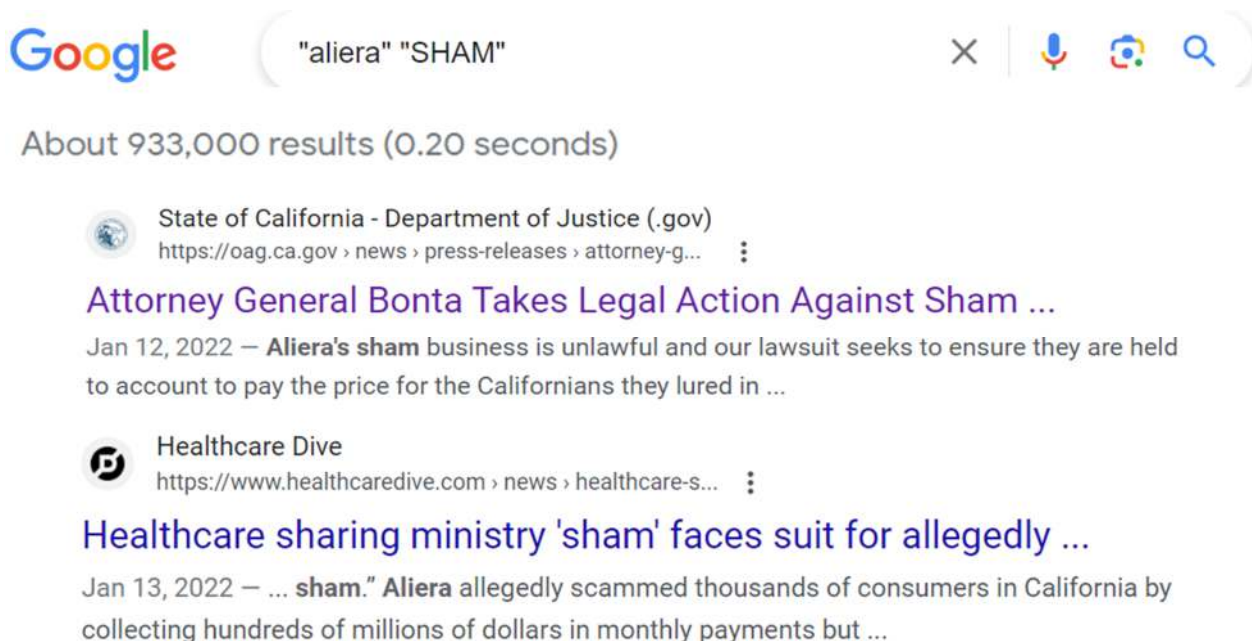 Google "aliera" "SHAM"
About 933,000 results (0.20 seconds)
State of California - Department of Justice (.gov)
https://oag.ca.gov › news › press-releases › attorney-g...
Attorney General Bonta Takes Legal Action Against Sham ...
Jan 12, 2022 — Aliera's sham business is unlawful and our lawsuit seeks to ensure they are held
to account to pay the price for the Californians they lured in ...
Healthcare Dive
https://www.healthcaredive.com › news › healthcare-s...
Healthcare sharing ministry 'sham' faces suit for allegedly ...
Jan 13, 2022 — ... sham." Aliera allegedly scammed thousands of consumers in California by
collecting hundreds of millions of dollars in monthly payments but ...